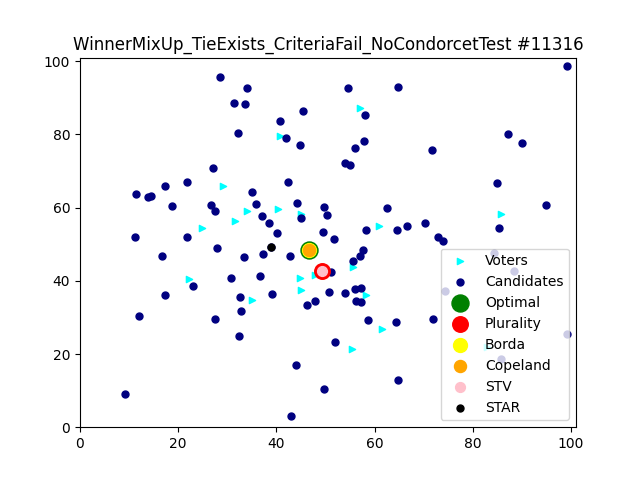 WinnerMixUp_TieExists_CriteriaFail_NoCondorcetTest #11316
100
80
60
40
20
0
0
20
40
60
80
100
Voters
Candidates
Optimal
Plurality
Borda
Copeland
STV
STAR